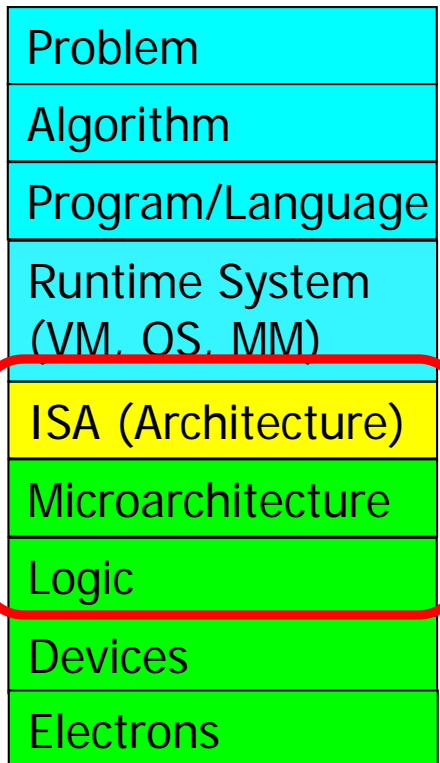 Problem
Algorithm
Program/Language
Runtime System
(VM, OS, MM)
ISA (Architecture)
Microarchitecture
Logic
Devices
Electrons